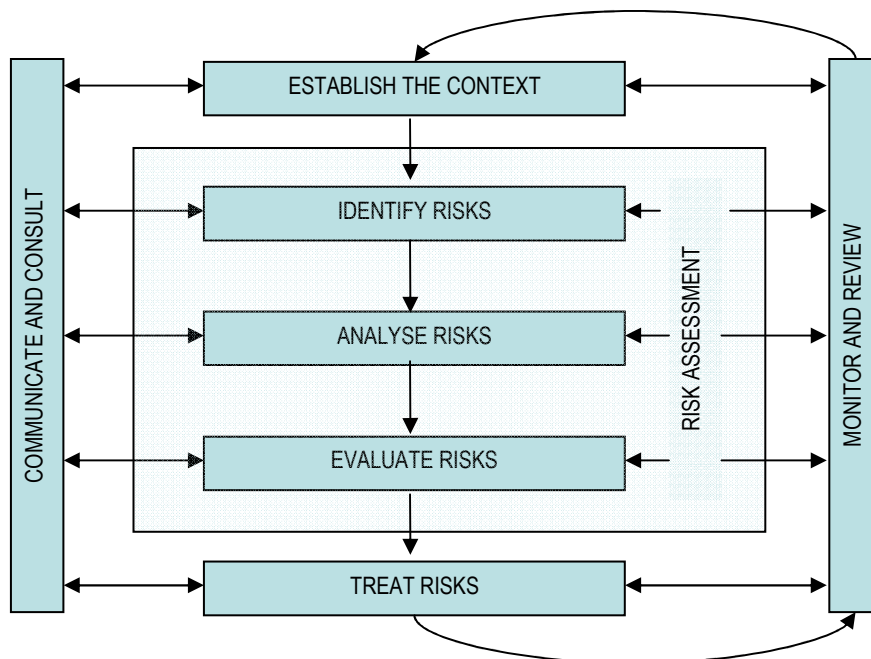 ESTABLISH THE CONTEXT
COMMUNICATE AND CONSULT
IDENTIFY RISKS
ANALYSE RISKS
EVALUATE RISKS
RISK ASSESSMENT
MONITOR AND REVIEW
TREAT RISKS